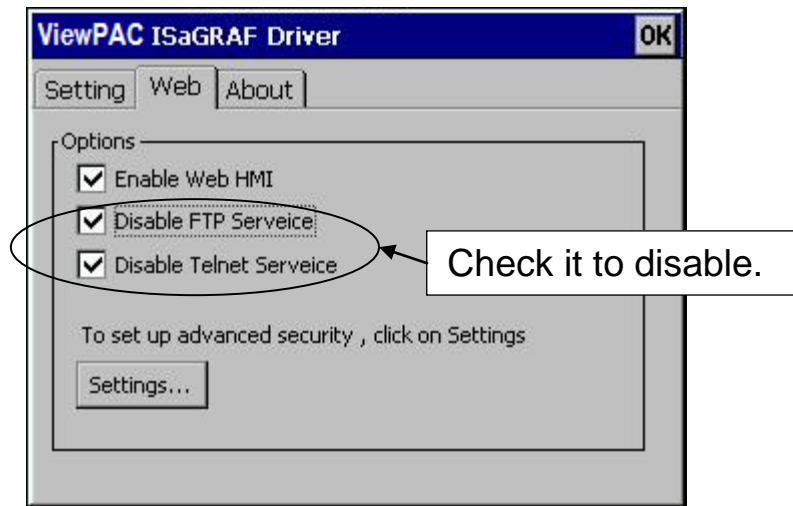 ViewPAC ISaGRAF Driver OK
Setting Web About
Options
Enable Web HMI
Disable FTP Serveice
Disable Telnet Serveice
Check it to disable.
To set up advanced security , click on Settings
Settings...